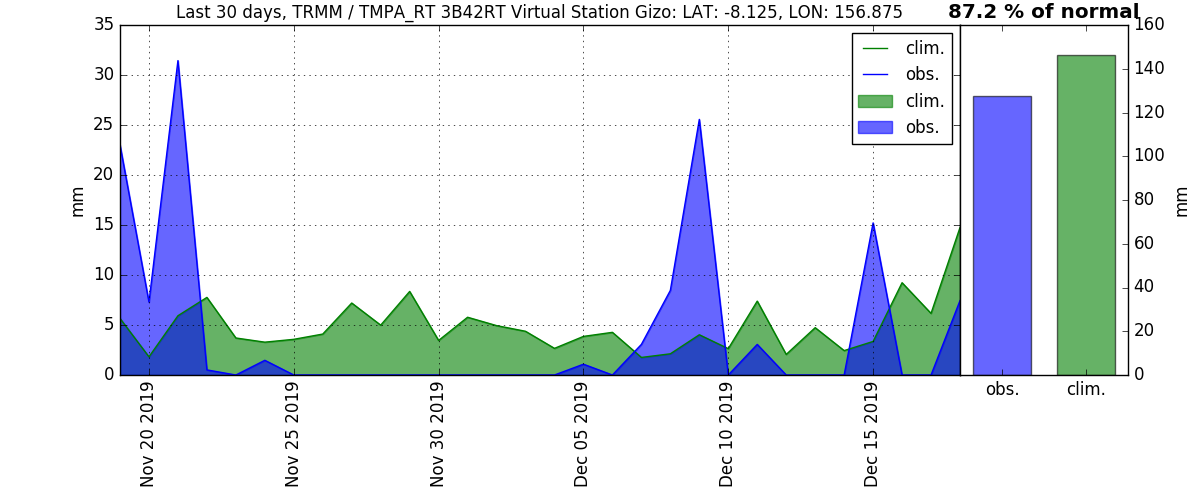 Last 30 days, TRMM / TMPA_RT 3B42RT Virtual Station Gizo: LAT: -8.125, LON: 156.875
87.2 % of normal
35
30
25
20
15
10
5
0
mm
clim.
obs.
clim.
obs.
160
140
120
100
80
60
40
20
0
mm
Nov 20 2019
Nov 25 2019
Nov 30 2019
Dec 05 2019
Dec 10 2019
Dec 15 2019
obs.
clim.